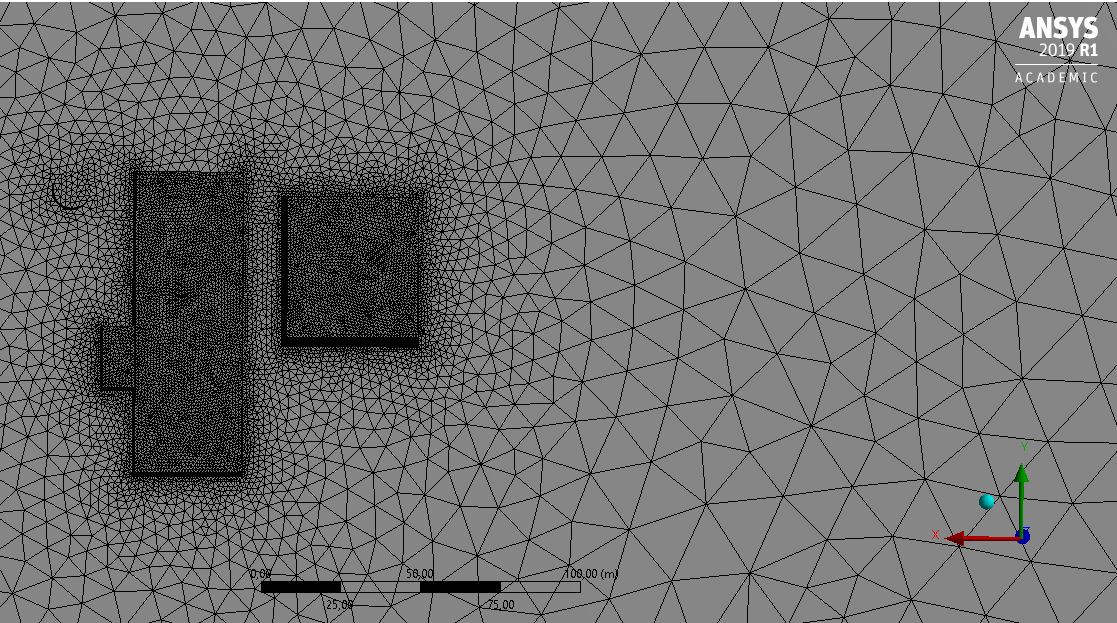 ANSYS
2019 R1
ACADEMIC
Y
X
Z
0,00 50,00 100,00 (m)
25,00 75,00